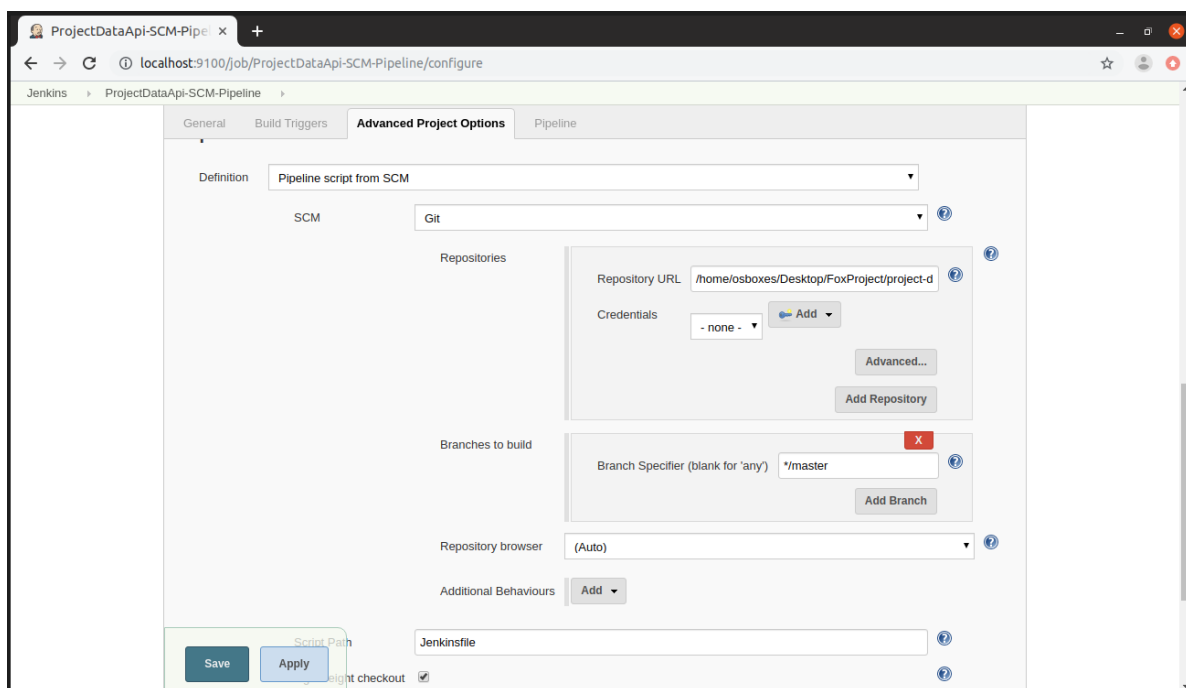 ProjectDataApi-SCM-Pipe
localhost:9100/job/ProjectDataApi-SCM-Pipeline/configure
Jenkins ProjectDataApi-SCM-Pipeline
General Build Triggers Advanced Project Options Pipeline
Definition Pipeline script from SCM
SCM Git
Repositories
Repository URL /home/osboxes/Desktop/FoxProject/project-d
Credentials - none - Add
Advanced...
Add Repository
Branches to build X
Branch Specifier (blank for 'any') */master
Add Branch
Repository browser (Auto)
Additional Behaviours Add
Script Path Jenkinsfile
Save Apply
checkout